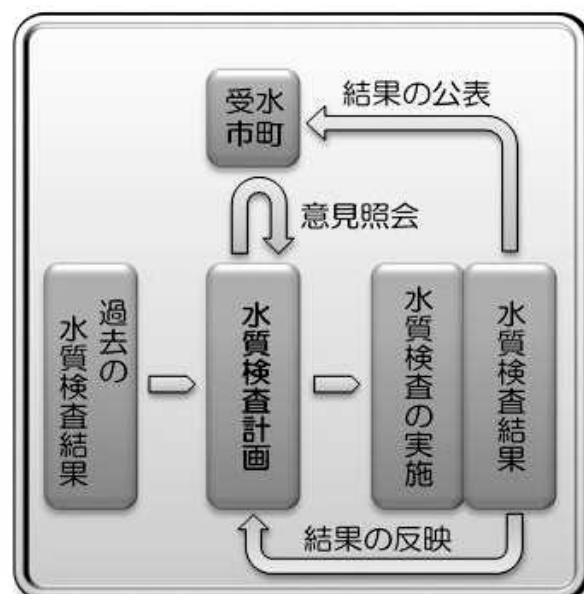 受水
市町
結果の公表
意見照会
過去の
水質検査結果
水質検査計画
水質検査の実施
水質検査結果
結果の反映